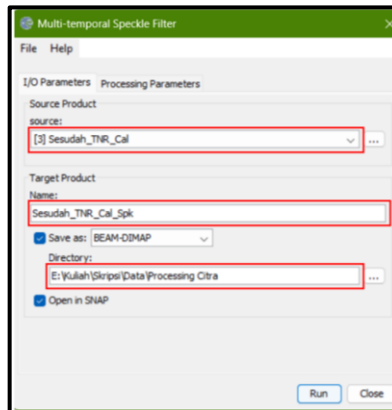 Multi-temporal Speckle Filter
File Help
I/O Parameters Processing Parameters
Source Product
source:
[3] Sesudah_TNR_Cal
...
Target Product
Name:
Sesudah_TNR_Cal_Spk
Save as: BEAM-DIMAP
Directory:
E:\Kuliah\Skripsi\Data\Processing Citra
...
Open in SNAP
Run Close